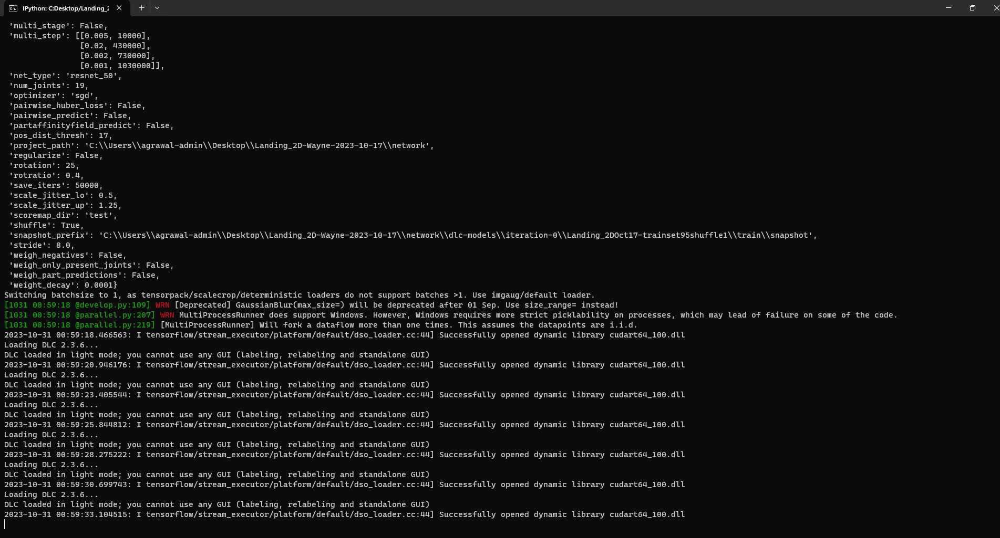 IPython: C:Desktop/Landing_2
'multi_stage': False,
'multi_step': [[0.005, 10000],
[0.02, 430000],
[0.002, 730000],
[0.001, 1030000]],
'net_type': 'resnet_50',
'num_joints': 19,
'optimizer': 'sgd',
'pairwise_huber_loss': False,
'pairwise_predict': False,
'partaffinityfield_predict': False,
'pos_dist_thresh': 17,
'project_path': 'C:\\Users\\agrawal-admin\\Desktop\\Landing_2D-Wayne-2023-10-17\\network',
'regularize': False,
'rotation': 25,
'rotratio': 0.4,
'save_iters': 50000,
'scale_jitter_lo': 0.5,
'scale_jitter_up': 1.25,
'scoremap_dir': 'test',
'shuffle': True,
'snapshot_prefix': 'C:\\Users\\agrawal-admin\\Desktop\\Landing_2D-Wayne-2023-10-17\\network\\dlc-models\\iteration-0\\Landing_2DOct17-trainset95shuffle1\\train\\snapshot',
'stride': 8.0,
'weigh_negatives': False,
'weigh_only_present_joints': False,
'weigh_part_predictions': False,
'weight_decay': 0.0001}
Switching batchsize to 1, as tensorpack/scalecrop/deterministic loaders do not support batches >1. Use imgaug/default loader.
[1031 00:59:18 @develop.py:109] WRN [Deprecated] GaussianBlur(max_size=) will be deprecated after 01 Sep. Use size_range= instead!
[1031 00:59:18 @parallel.py:207] WRN MultiProcessRunner does support Windows. However, Windows requires more strict picklability on processes, which may lead of failure on some of the code.
[1031 00:59:18 @parallel.py:219] [MultiProcessRunner] Will fork a dataflow more than one times. This assumes the datapoints are i.i.d.
2023-10-31 00:59:18.466563: I tensorflow/stream_executor/platform/default/dso_loader.cc:44] Successfully opened dynamic library cudart64_100.dll
Loading DLC 2.3.6...
DLC loaded in light mode; you cannot use any GUI (labeling, relabeling and standalone GUI)
2023-10-31 00:59:20.946176: I tensorflow/stream_executor/platform/default/dso_loader.cc:44] Successfully opened dynamic library cudart64_100.dll
Loading DLC 2.3.6...
DLC loaded in light mode; you cannot use any GUI (labeling, relabeling and standalone GUI)
2023-10-31 00:59:23.405544: I tensorflow/stream_executor/platform/default/dso_loader.cc:44] Successfully opened dynamic library cudart64_100.dll
Loading DLC 2.3.6...
DLC loaded in light mode; you cannot use any GUI (labeling, relabeling and standalone GUI)
2023-10-31 00:59:25.844812: I tensorflow/stream_executor/platform/default/dso_loader.cc:44] Successfully opened dynamic library cudart64_100.dll
Loading DLC 2.3.6...
DLC loaded in light mode; you cannot use any GUI (labeling, relabeling and standalone GUI)
2023-10-31 00:59:28.275222: I tensorflow/stream_executor/platform/default/dso_loader.cc:44] Successfully opened dynamic library cudart64_100.dll
Loading DLC 2.3.6...
DLC loaded in light mode; you cannot use any GUI (labeling, relabeling and standalone GUI)
2023-10-31 00:59:30.699743: I tensorflow/stream_executor/platform/default/dso_loader.cc:44] Successfully opened dynamic library cudart64_100.dll
Loading DLC 2.3.6...
DLC loaded in light mode; you cannot use any GUI (labeling, relabeling and standalone GUI)
2023-10-31 00:59:33.104515: I tensorflow/stream_executor/platform/default/dso_loader.cc:44] Successfully opened dynamic library cudart64_100.dll